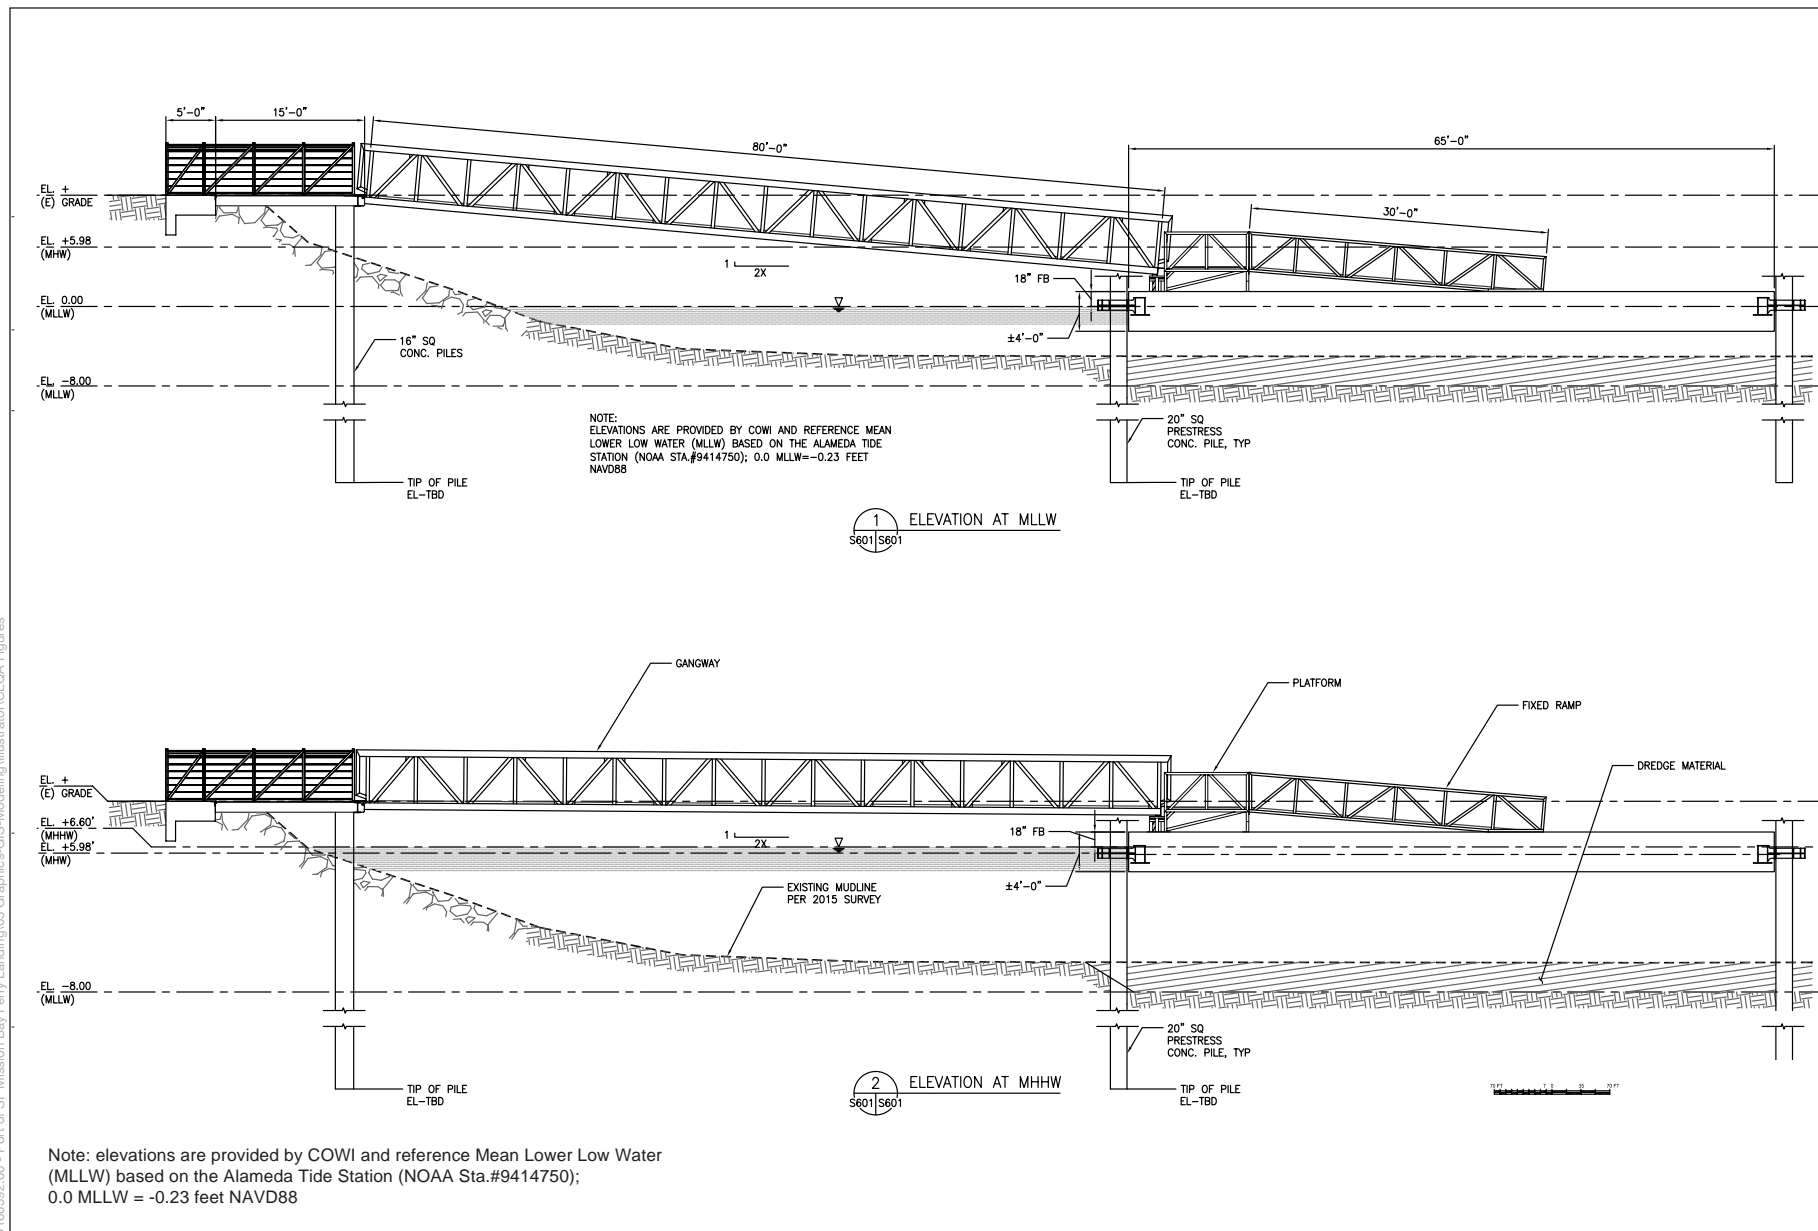 5'-0"
15'-0"
80'-0"
65'-0"
30'-0"
EL. +
(E) GRADE
EL. +5.98
(MHW)
EL. 0.00
(MLLW)
EL. -8.00
(MLLW)
1
2X
18" FB
±4'-0"
16" SQ
CONC. PILES
NOTE:
ELEVATIONS ARE PROVIDED BY COWI AND REFERENCE MEAN
LOWER LOW WATER (MLLW) BASED ON THE ALAMEDA TIDE
STATION (NOAA STA.#9414750); 0.0 MLLW=-0.23 FEET
NAVD88
20" SQ
PRESTRESS
CONC. PILE, TYP
TIP OF PILE
EL-TBD
TIP OF PILE
EL-TBD
1
S601 S601
ELEVATION AT MLLW
GANGWAY
PLATFORM
FIXED RAMP
DREDGE MATERIAL
EL. +
(E) GRADE
EL. +6.60'
(MHHW)
EL. +5.98'
(MHW)
EL. -8.00
(MLLW)
1
2X
18" FB
±4'-0"
EXISTING MUDLINE
PER 2015 SURVEY
20" SQ
PRESTRESS
CONC. PILE, TYP
TIP OF PILE
EL-TBD
TIP OF PILE
EL-TBD
2
S601 S601
ELEVATION AT MHHW
70 FT 7 0 35 70 FT
Note: elevations are provided by COWI and reference Mean Lower Low Water
(MLLW) based on the Alameda Tide Station (NOAA Sta.#9414750);
0.0 MLLW = -0.23 feet NAVD88